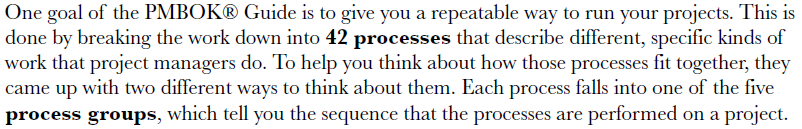 One goal of the PMBOK® Guide is to give you a repeatable way to run your projects. This is
done by breaking the work down into 42 processes that describe different, specific kinds of
work that project managers do. To help you think about how those processes fit together, they
came up with two different ways to think about them. Each process falls into one of the five
process groups, which tell you the sequence that the processes are performed on a project.